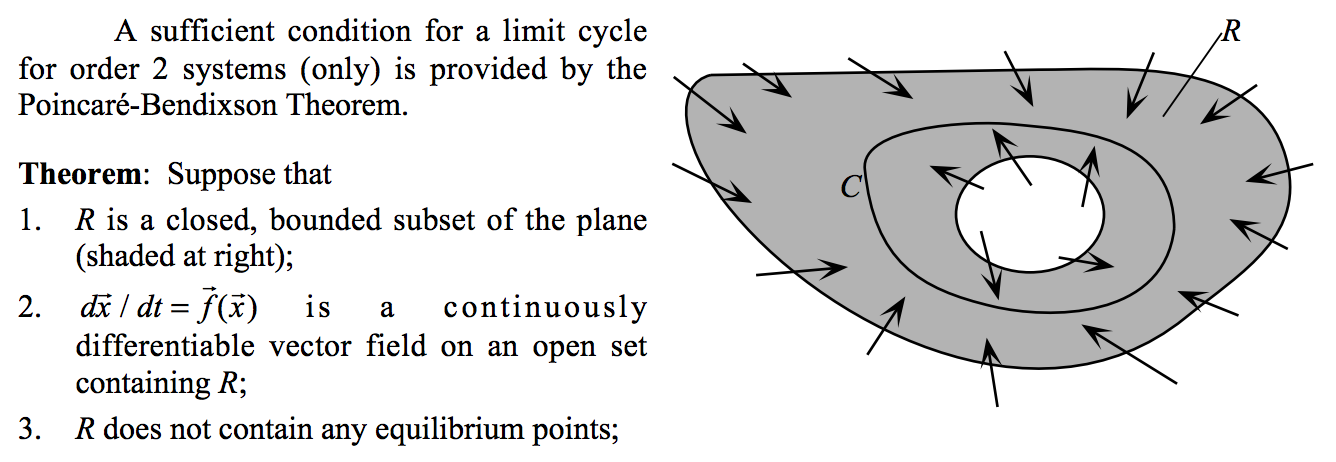 A sufficient condition for a limit cycle
for order 2 systems (only) is provided by the
Poincaré-Bendixson Theorem.
Theorem: Suppose that
1. R is a closed, bounded subset of the plane
(shaded at right);
2. dx⃗ / dt = f⃗(x⃗) is a continuously
differentiable vector field on an open set
containing R;
3. R does not contain any equilibrium points;
R
C